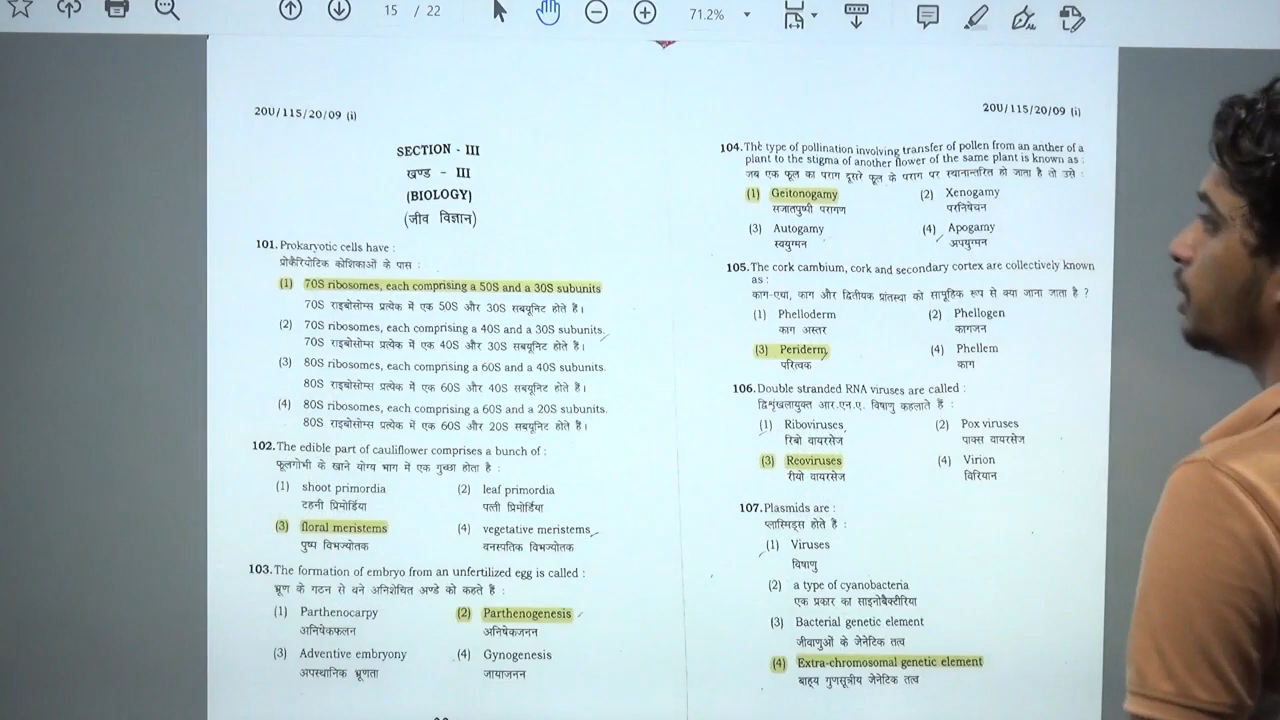 15 / 22
71.2%
20U/115/20/09 (i)
SECTION - III
खण्ड - III
(BIOLOGY)
(जीव विज्ञान)
101. Prokaryotic cells have :
प्रोकैरियोटिक कोशिकाओं के पास :
(1) 70S ribosomes, each comprising a 50S and a 30S subunits
70S राइबोसोम्स प्रत्येक में एक 50S और 30S सबयूनिट होते हैं।
(2) 70S ribosomes, each comprising a 40S and a 30S subunits.
70S राइबोसोम्स प्रत्येक में एक 40S और 30S सबयूनिट होते हैं।
(3) 80S ribosomes, each comprising a 60S and a 40S subunits.
80S राइबोसोम्स प्रत्येक में एक 60S और 40S सबयूनिट होते हैं।
(4) 80S ribosomes, each comprising a 60S and a 20S subunits.
80S राइबोसोम्स प्रत्येक में एक 60S और 20S सबयूनिट होते हैं।
102. The edible part of cauliflower comprises a bunch of :
फूलगोभी के खाने योग्य भाग में एक गुच्छा होता है :
(1) shoot primordia (2) leaf primordia
टहनी प्रिमोर्डिया पत्ती प्रिमोर्डिया
(3) floral meristems (4) vegetative meristems
पुष्प विभज्योतक वनस्पतिक विभज्योतक
103. The formation of embryo from an unfertilized egg is called :
भ्रूण के गठन से बने अनिशेचित अण्डे को कहते हैं :
(1) Parthenocarpy (2) Parthenogenesis
अनिषेकफलन अनिषेकजनन
(3) Adventive embryony (4) Gynogenesis
अपस्थानिक भ्रूणता जायाजनन
20U/115/20/09 (i)
104. The type of pollination involving transfer of pollen from an anther of a
plant to the stigma of another flower of the same plant is known as :
जब एक फूल का पराग दूसरे फूल के पराग पर स्थानान्तरित हो जाता है तो उसे :
(1) Geitonogamy (2) Xenogamy
सजातपुष्पी परागण परनिषेचन
(3) Autogamy (4) Apogamy
स्वयुग्मन अपयुग्मन
105. The cork cambium, cork and secondary cortex are collectively known
as :
काग-एधा, काग और द्वितीयक प्रांतस्था को सामूहिक रूप से क्या जाना जाता है ?
(1) Phelloderm (2) Phellogen
काग अस्तर कागजन
(3) Periderm (4) Phellem
परित्वक काग
106. Double stranded RNA viruses are called :
द्विशृंखलायुक्त आर.एन.ए. विषाणु कहलाते हैं :
(1) Riboviruses (2) Pox viruses
रिबो वायरसेज पाक्स वायरसेज
(3) Reoviruses (4) Virion
रीयो वायरसेज विरियान
107. Plasmids are :
प्लास्मिड्स होते हैं :
(1) Viruses
विषाणु
(2) a type of cyanobacteria
एक प्रकार का साइनोबैक्टीरिया
(3) Bacterial genetic element
जीवाणुओं के जेनेटिक तत्व
(4) Extra-chromosomal genetic element
बाह्य गुणसूत्रीय जेनेटिक तत्व